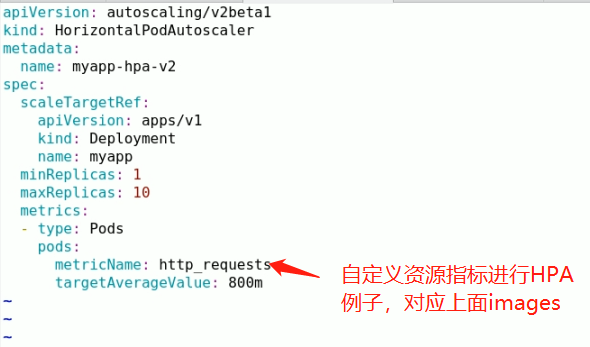 apiVersion: autoscaling/v2beta1
kind: HorizontalPodAutoscaler
metadata:
  name: myapp-hpa-v2
spec:
  scaleTargetRef:
    apiVersion: apps/v1
    kind: Deployment
    name: myapp
  minReplicas: 1
  maxReplicas: 10
  metrics:
  - type: Pods
    pods:
      metricName: http_requests
      targetAverageValue: 800m
自定义资源指标进行HPA
例子，对应上面images
~
~
~